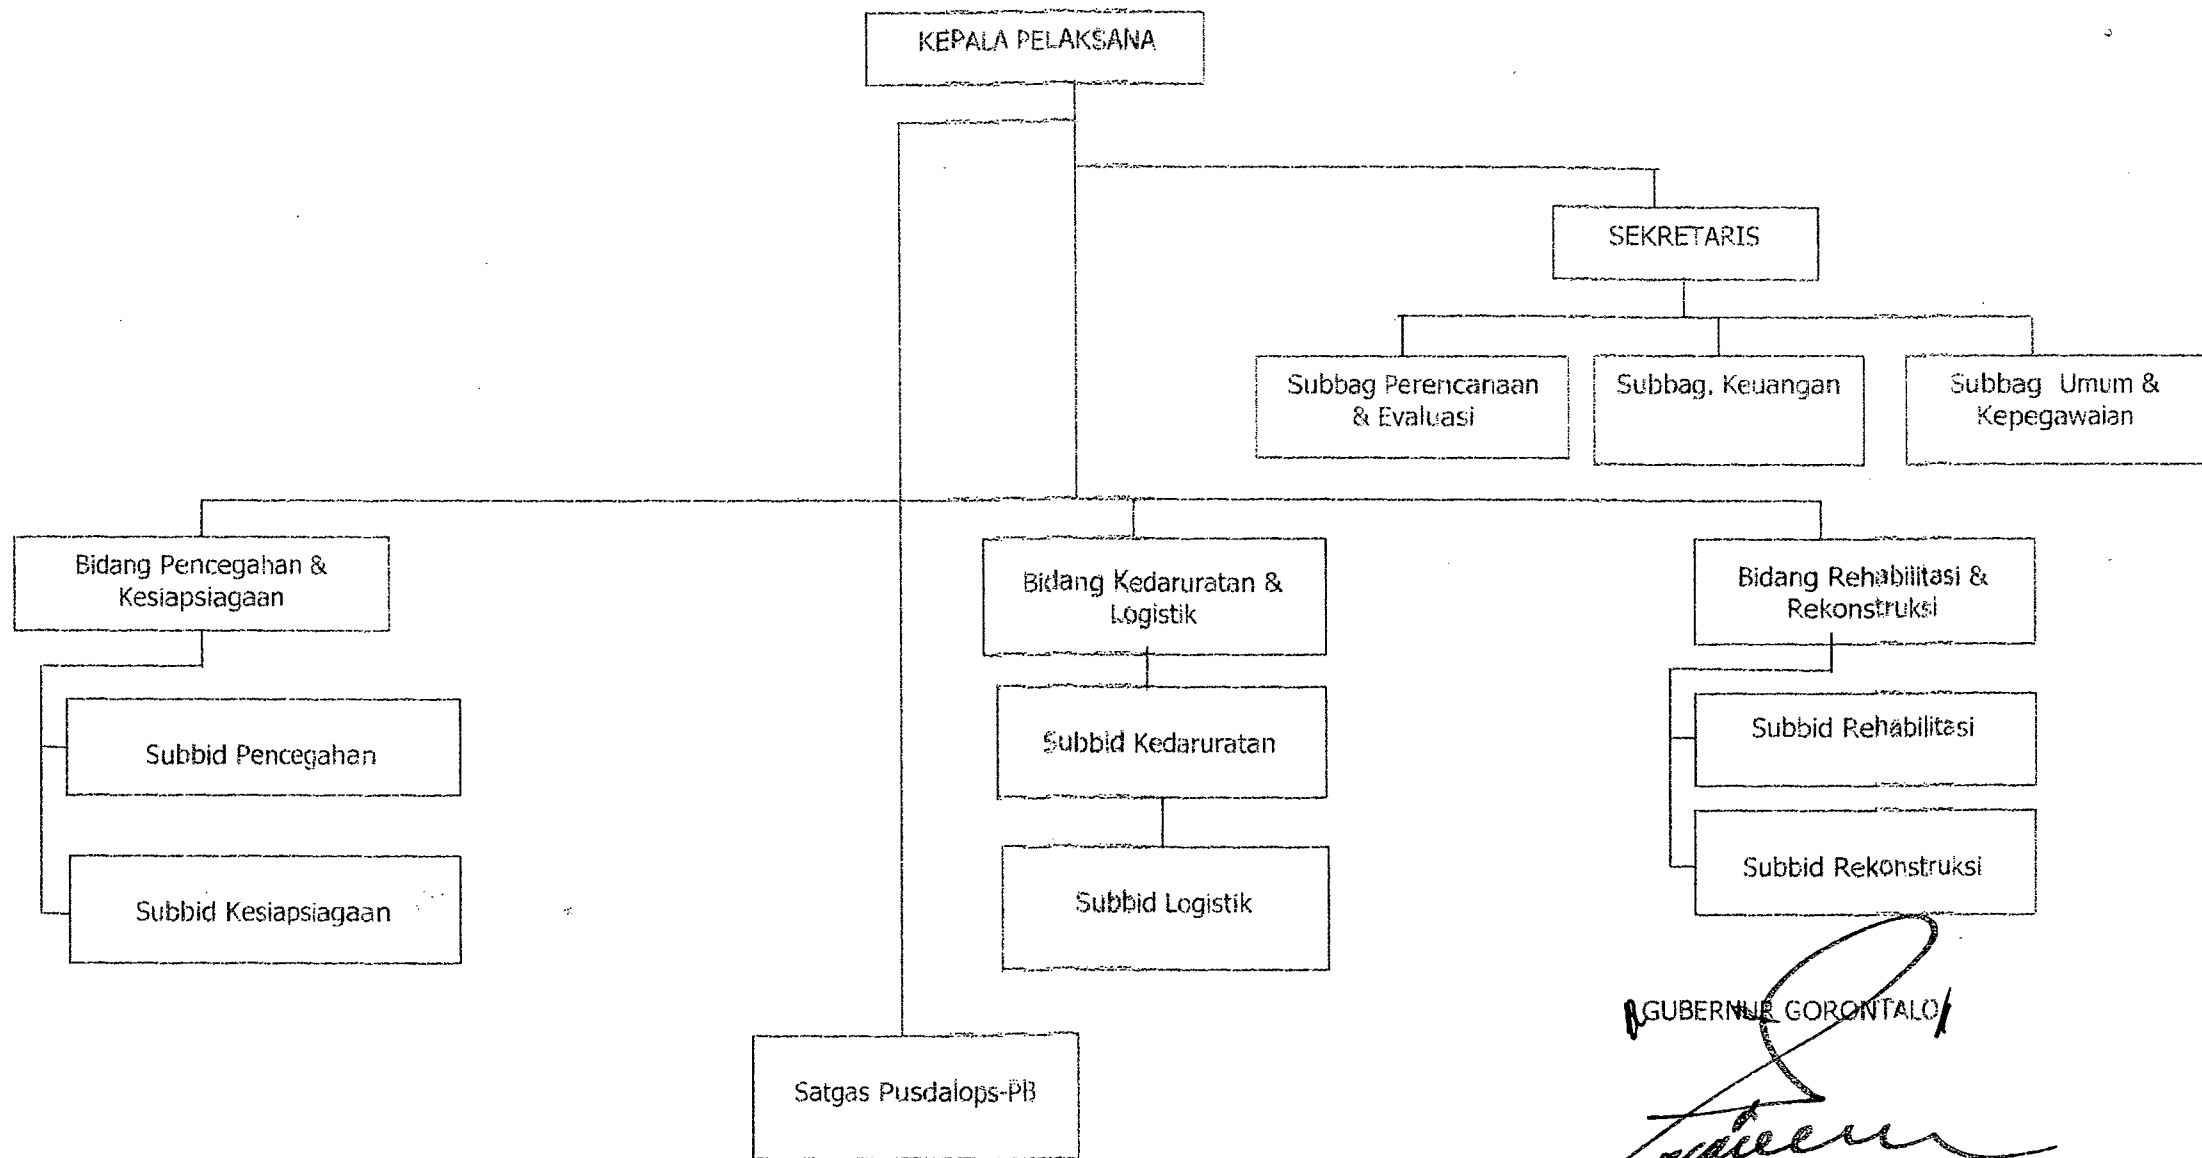 KEPALA PELAKSANA
SEKRETARIS
Subbag Perencanaan
& Evaluasi
Subbag. Keuangan
Subbag Umum &
Kepegawaian
Bidang Pencegahan &
Kesiapsiagaan
Bidang Kedaruratan &
Logistik
Bidang Rehabilitasi &
Rekonstruksi
Subbid Pencegahan
Subbid Kedaruratan
Subbid Rehabilitasi
Subbid Kesiapsiagaan
Subbid Logistik
Subbid Rekonstruksi
GUBERNUR GORONTALO
Satgas Pusdalops-PB